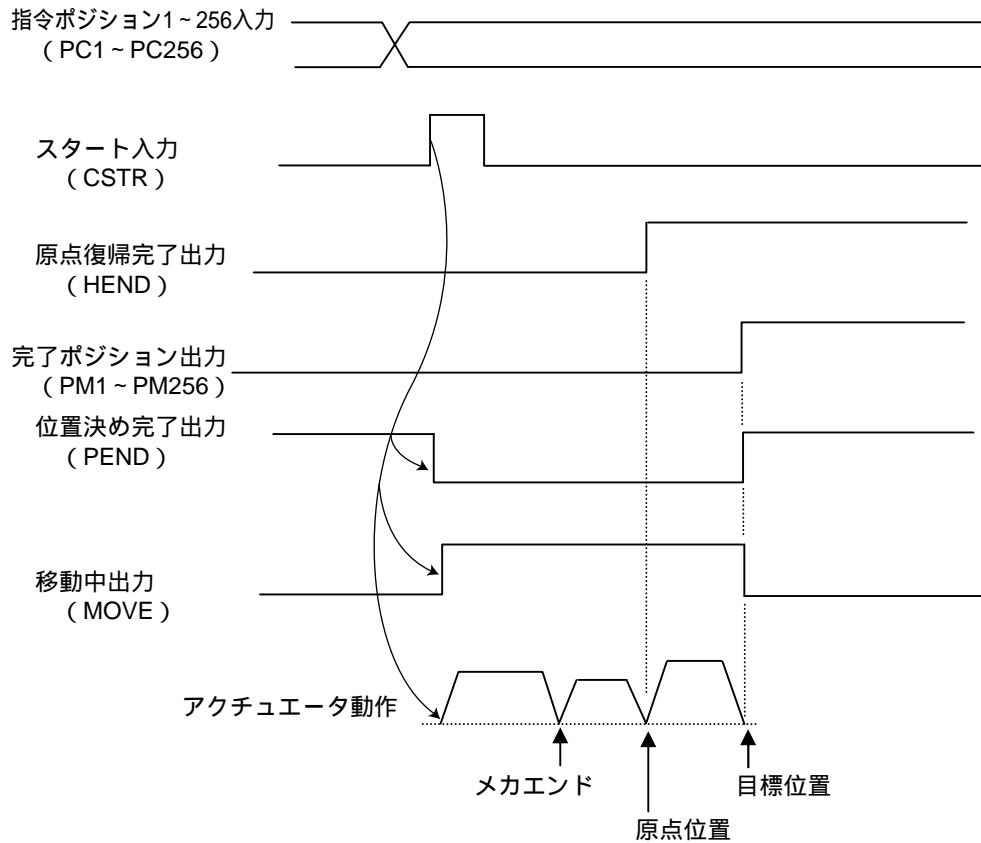 指令ポジション1~256入力
(PC1~PC256)
スタート入力
(CSTR)
原点復帰完了出力
(HEND)
完了ポジション出力
(PM1~PM256)
位置決め完了出力
(PEND)
移動中出力
(MOVE)
アクチュエータ動作
メカエンド
目標位置
原点位置